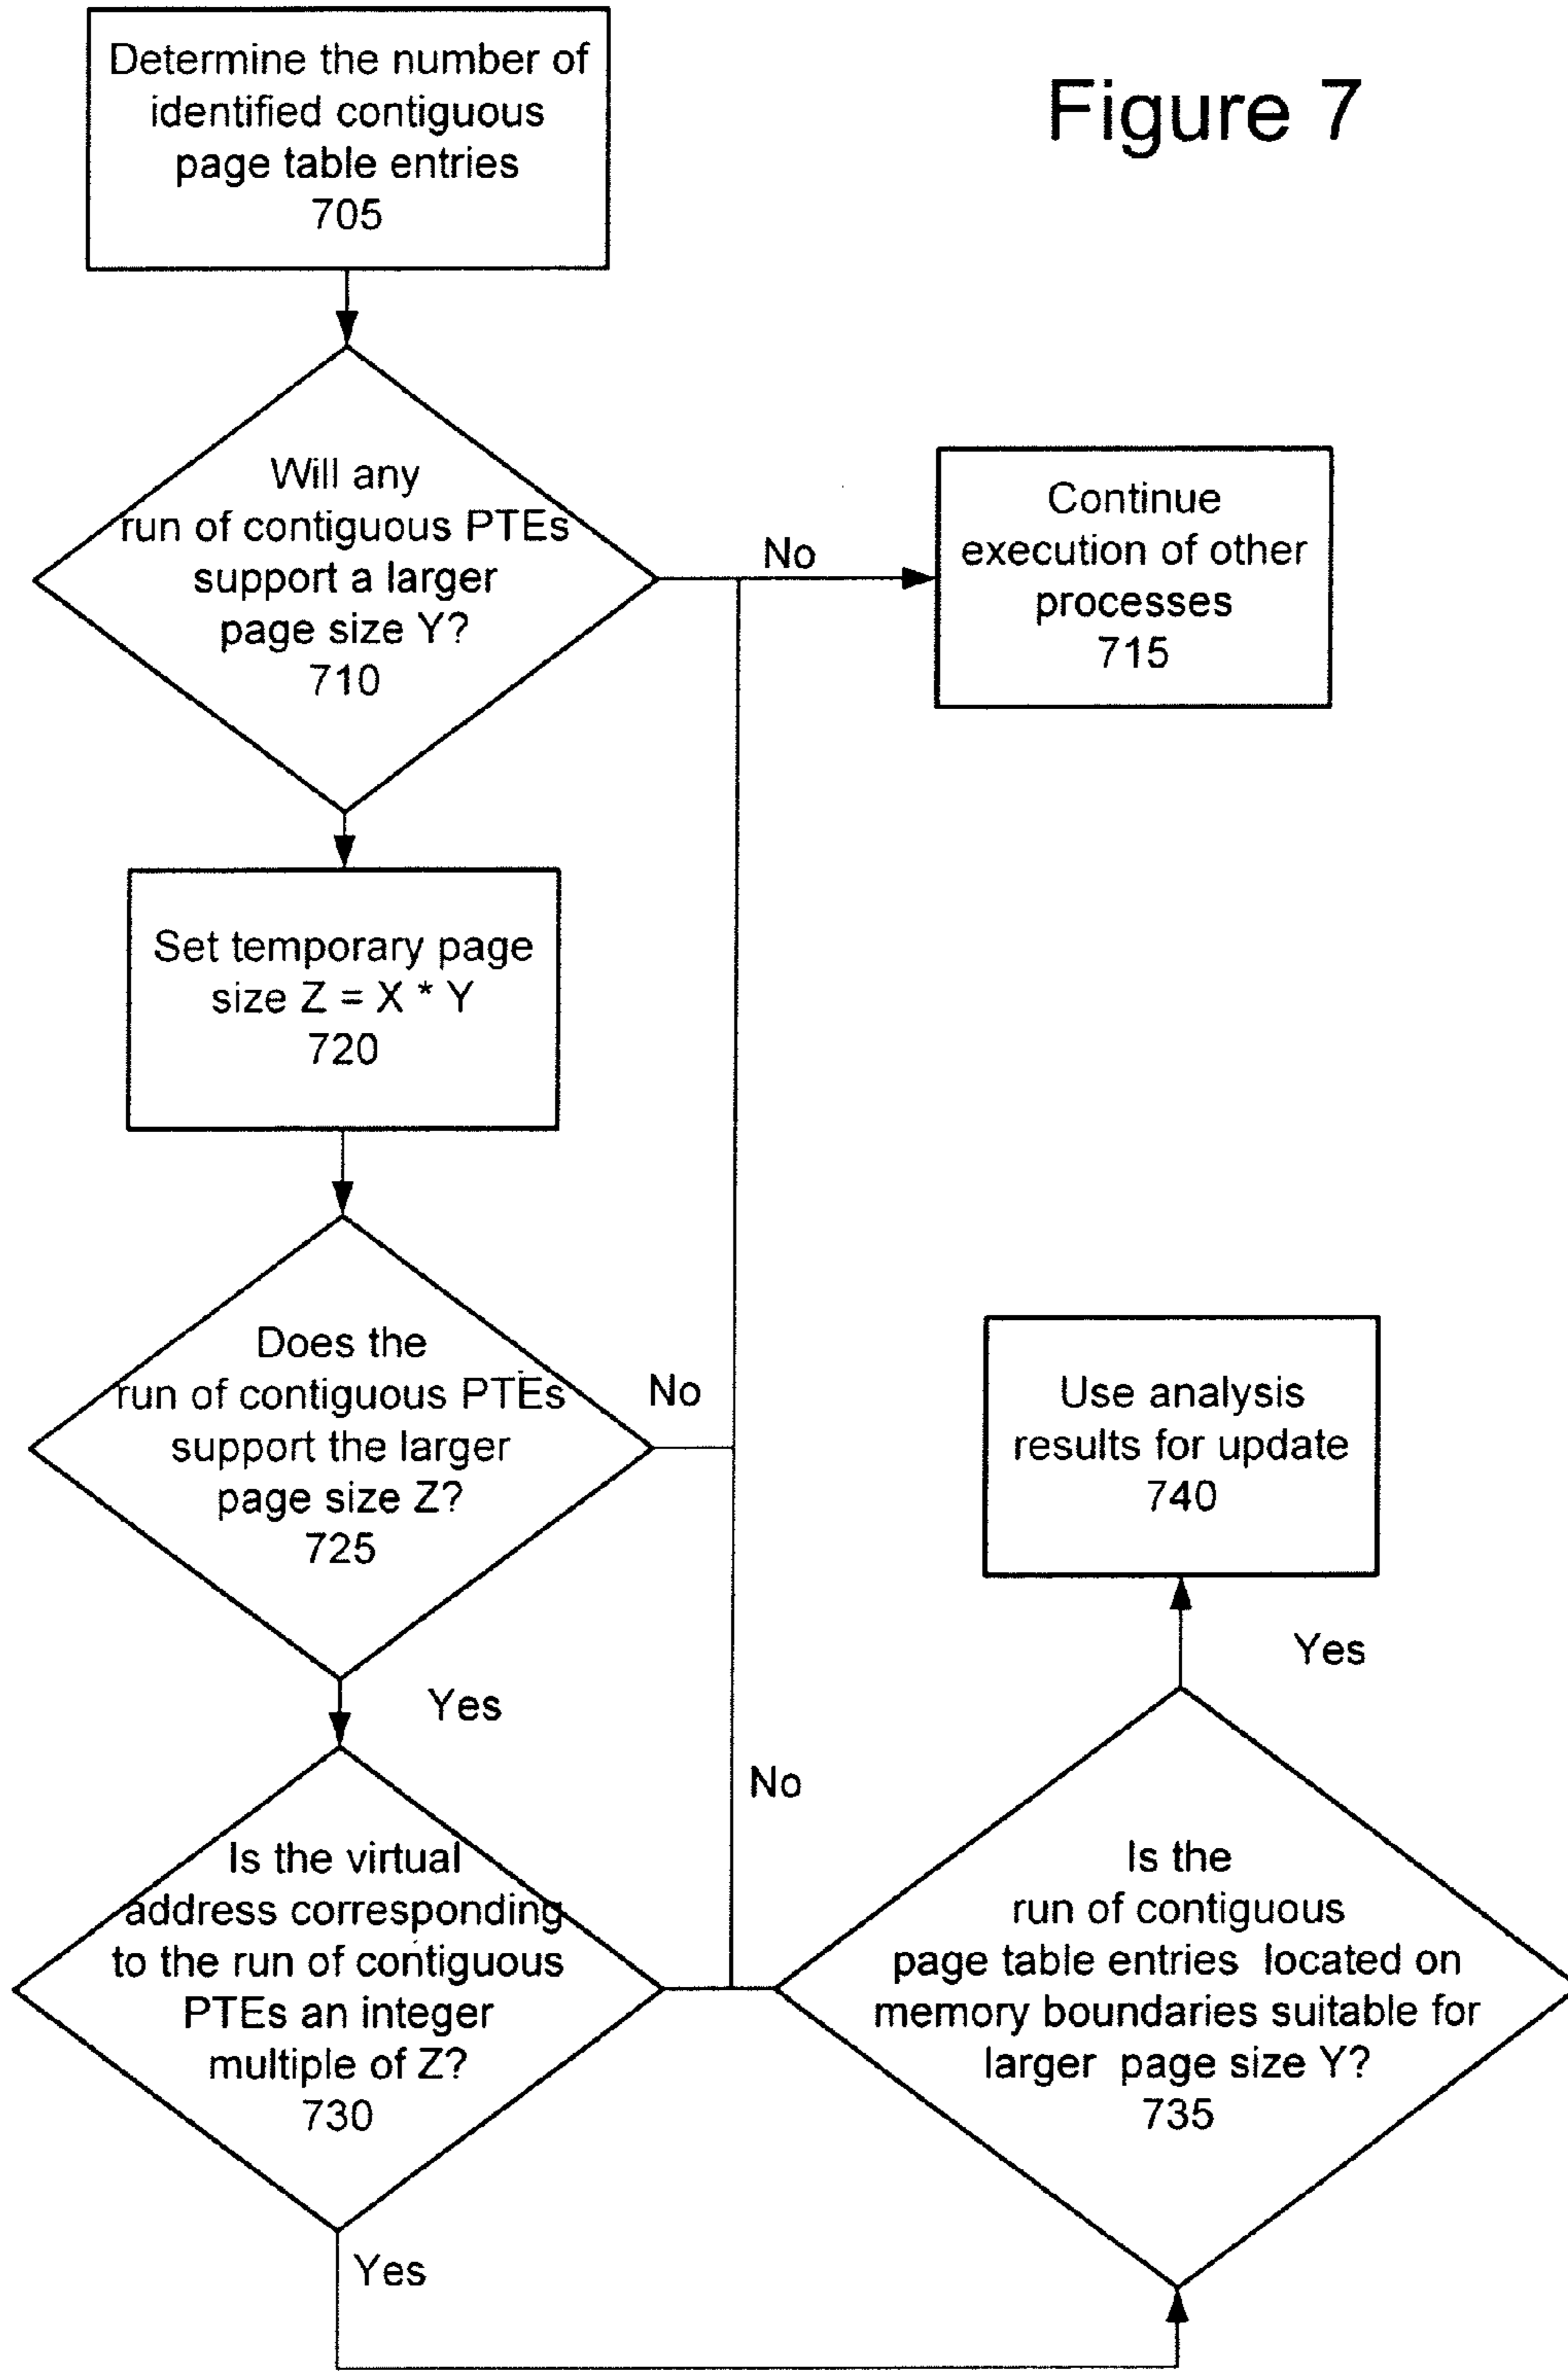 Figure 7
Determine the number of
identified contiguous
page table entries
705
Will any
run of contiguous PTEs
support a larger
page size Y?
710
No
Continue
execution of other
processes
715
Set temporary page
size Z = X * Y
720
Does the
run of contiguous PTEs
support the larger
page size Z?
725
No
Yes
Use analysis
results for update
740
Yes
Is the virtual
address corresponding
to the run of contiguous
PTEs an integer
multiple of Z?
730
No
Yes
Is the
run of contiguous
page table entries located on
memory boundaries suitable for
larger page size Y?
735